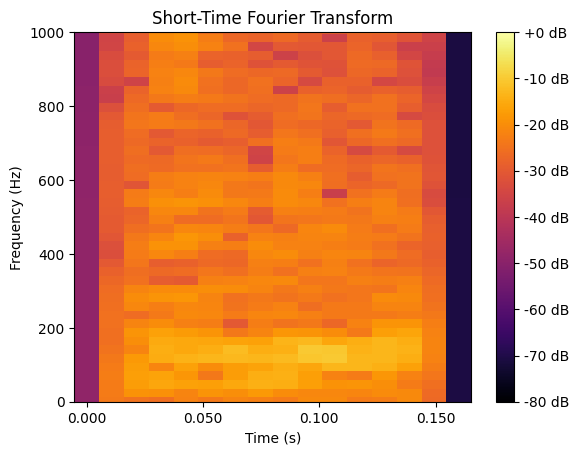 Short-Time Fourier Transform
1000
800
600
400
200
0
Frequency (Hz)
0.000
0.050
0.100
0.150
Time (s)
+0 dB
-10 dB
-20 dB
-30 dB
-40 dB
-50 dB
-60 dB
-70 dB
-80 dB